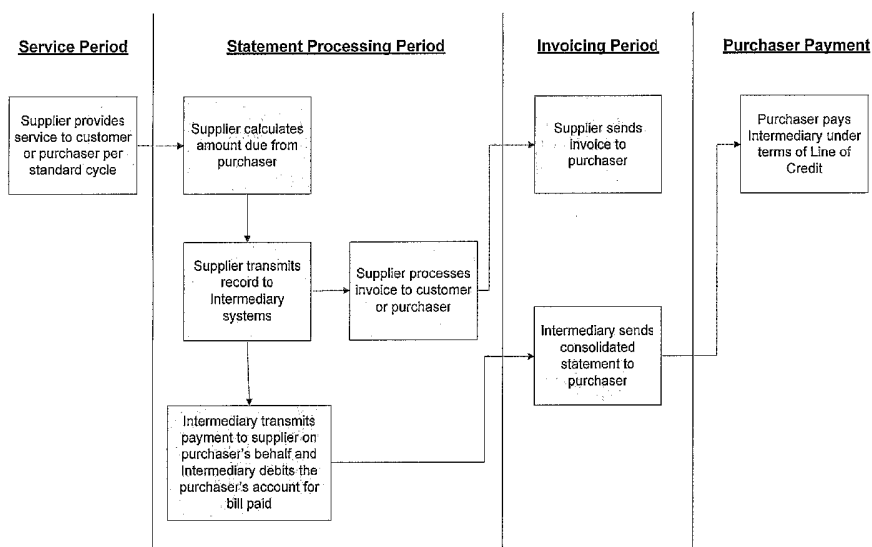 Service Period
Statement Processing Period
Invoicing Period
Purchaser Payment
Supplier provides
service to customer
or purchaser per
standard cycle
Supplier calculates
amount due from
purchaser
Supplier sends
invoice to
purchaser
Purchaser pays
Intermediary under
terms of Line of
Credit
Supplier transmits
record to
Intermediary
systems
Supplier processes
invoice to customer
or purchaser
Intermediary sends
consolidated
statement to
purchaser
Intermediary transmits
payment to supplier on
purchaser's behalf and
Intermediary debits the
purchaser's account for
bill paid